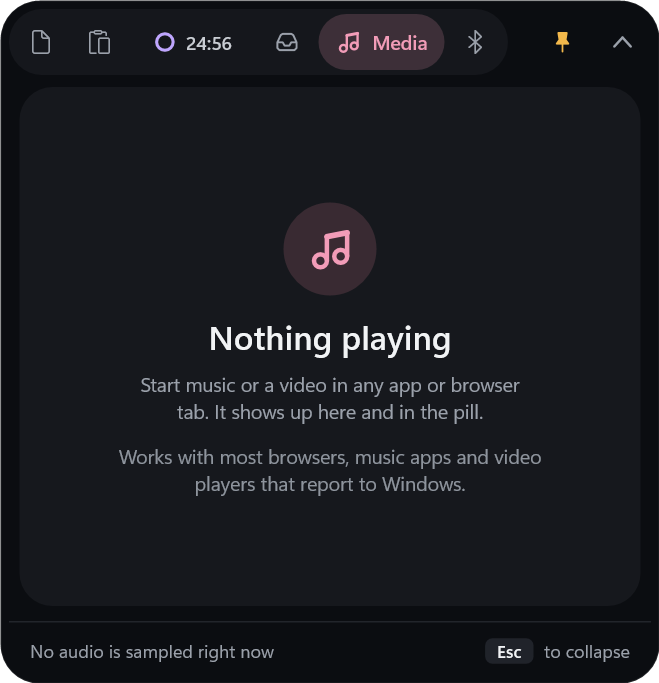 24:56
Media
Nothing playing
Start music or a video in any app or browser
tab. It shows up here and in the pill.
Works with most browsers, music apps and video
players that report to Windows.
No audio is sampled right now
Esc to collapse